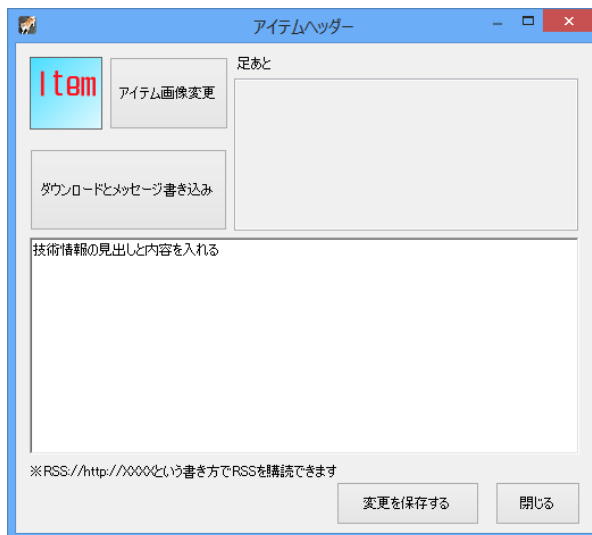 アイテムヘッダー
Item
アイテム画像変更
足あと
ダウンロードとメッセージ書き込み
技術情報の見出しと内容を入れる
※RSS://http://XXXXという書き方でRSSを購読できます
変更を保存する
閉じる